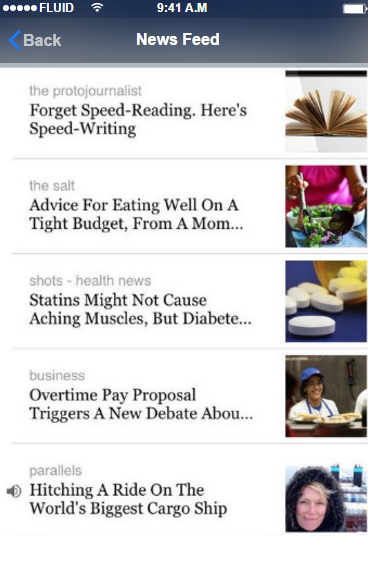 FLUID 9:41 A.M
Back News Feed
the protojournalist
Forget Speed-Reading. Here's
Speed-Writing
the salt
Advice For Eating Well On A
Tight Budget, From A Mom...
shots - health news
Statins Might Not Cause
Aching Muscles, But Diabete...
business
Overtime Pay Proposal
Triggers A New Debate Abou...
parallels
Hitching A Ride On The
World's Biggest Cargo Ship